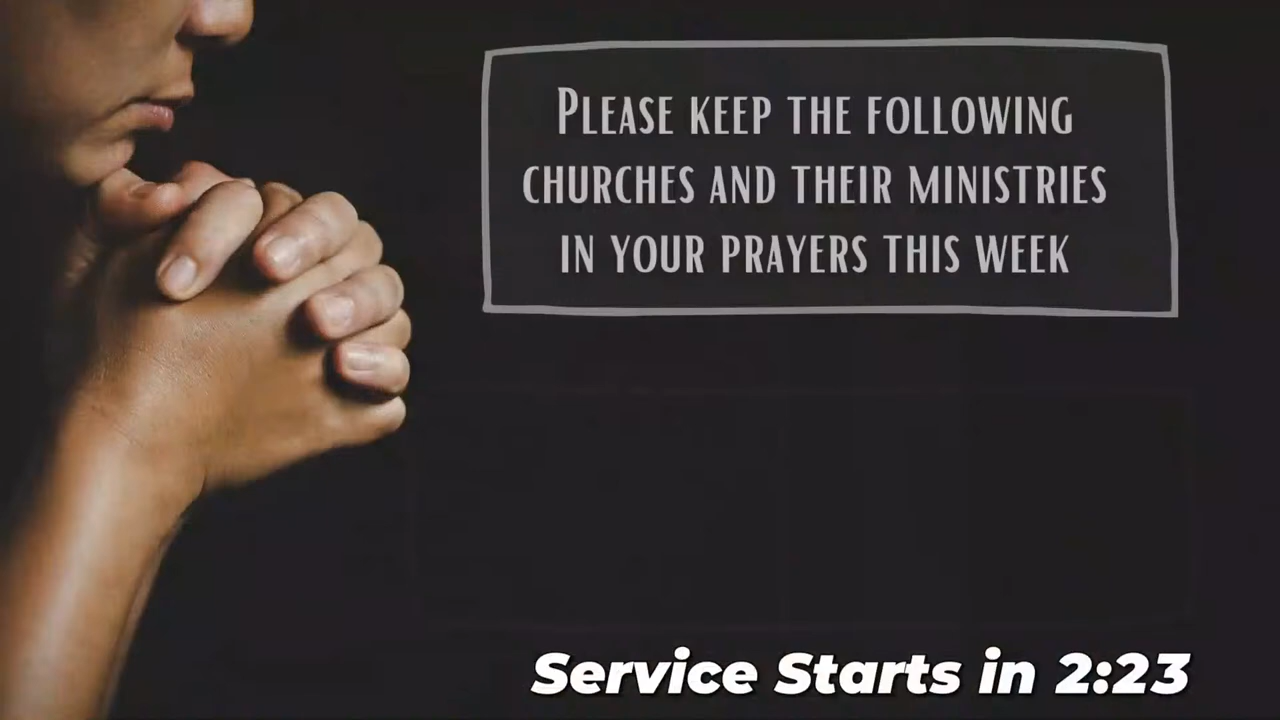 Please keep the following
churches and their ministries
in your prayers this week
Service Starts in 2:23